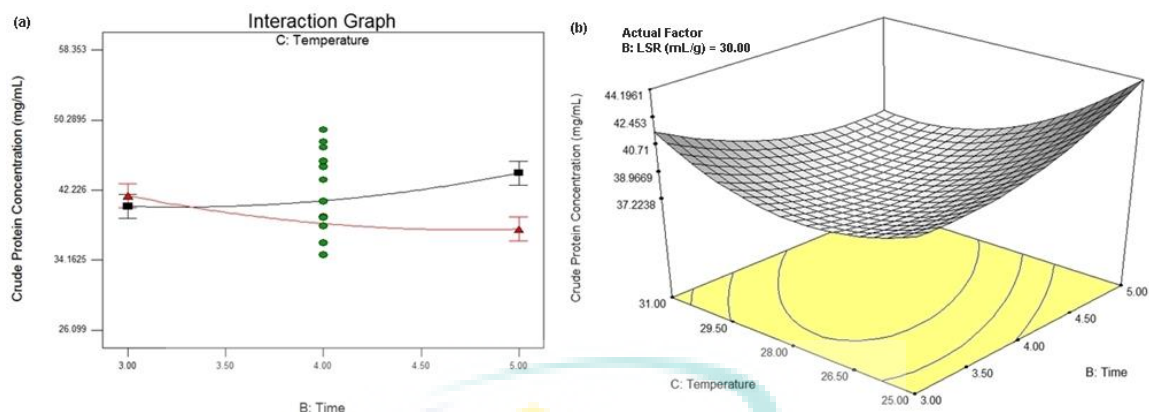 (a)
Interaction Graph
C: Temperature
Crude Protein Concentration (mg/mL)
58.353
50.2895
42.226
34.1625
26.099
3.00
3.50
4.00
4.50
5.00
B: Time
(b)
Actual Factor
B: LSR (mL/g) = 30.00
Crude Protein Concentration (mg/mL)
44.1961
42.453
40.71
38.9669
37.2238
31.00
29.50
28.00
26.50
25.00
C: Temperature
3.00
3.50
4.00
4.50
5.00
B: Time